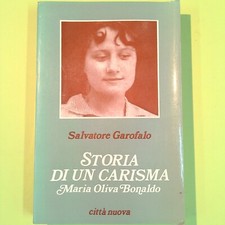 Salvatore Garofalo
STORIA
DI UN CARISMA
Maria Oliva Bonaldo
città nuova